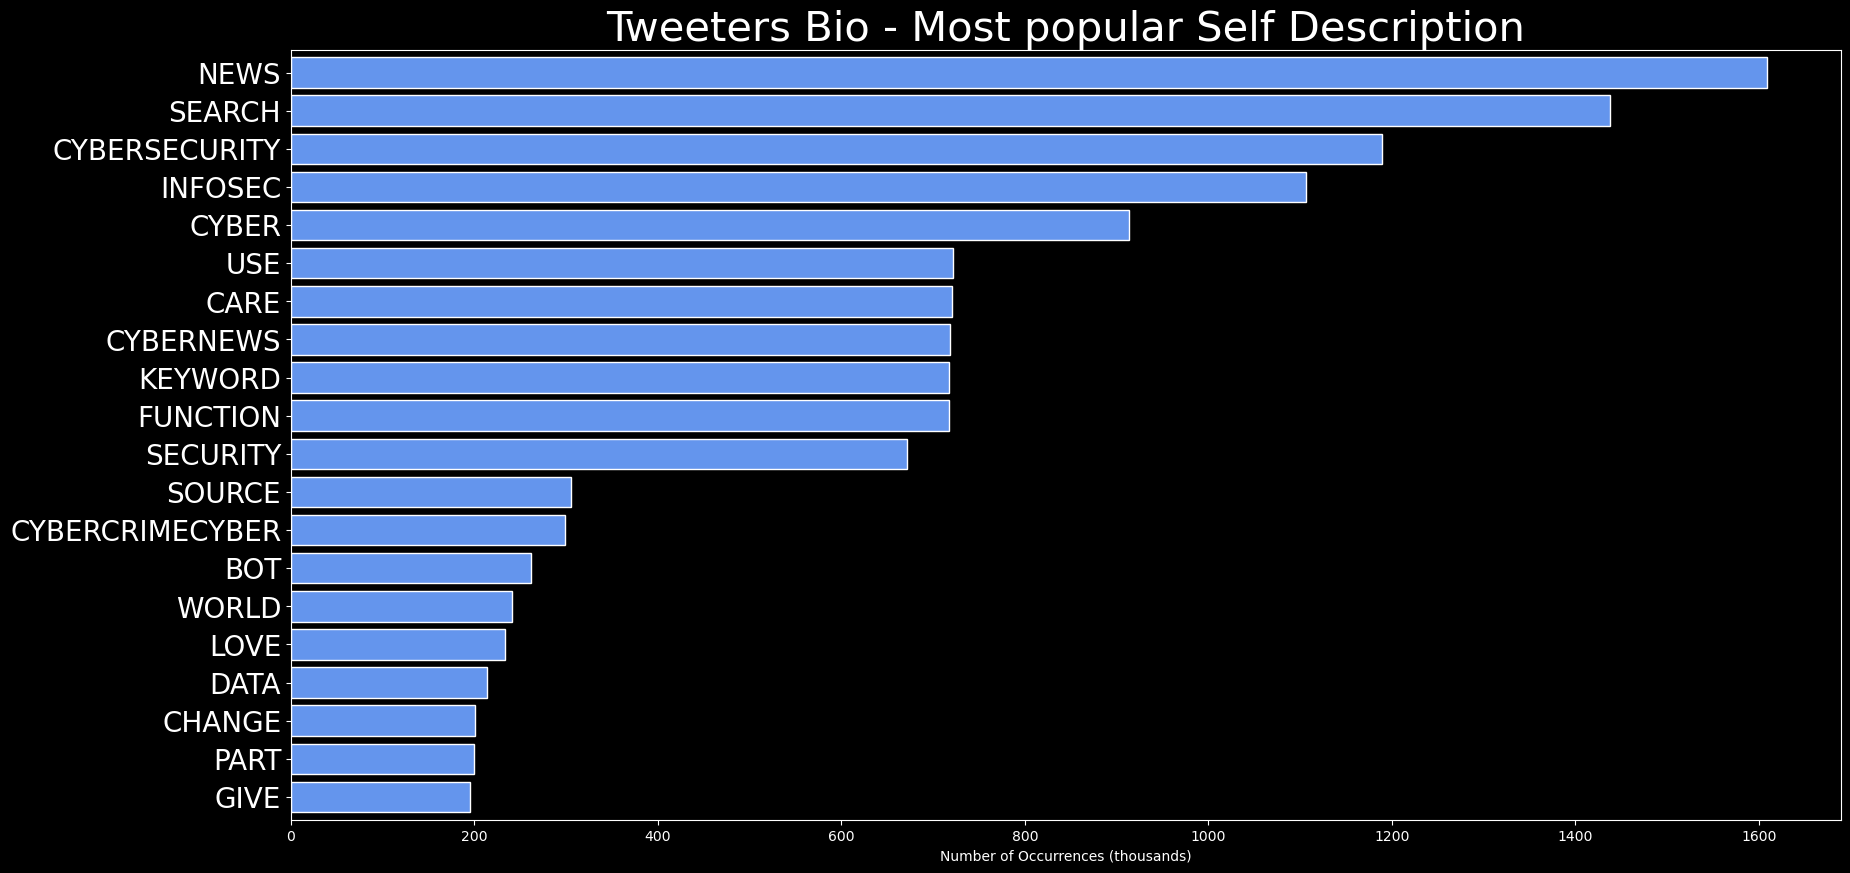 Tweeters Bio - Most popular Self Description
NEWS
SEARCH
CYBERSECURITY
INFOSEC
CYBER
USE
CARE
CYBERNEWS
KEYWORD
FUNCTION
SECURITY
SOURCE
CYBERCRIMECYBER
BOT
WORLD
LOVE
DATA
CHANGE
PART
GIVE
0 200 400 600 800 1000 1200 1400 1600
Number of Occurrences (thousands)